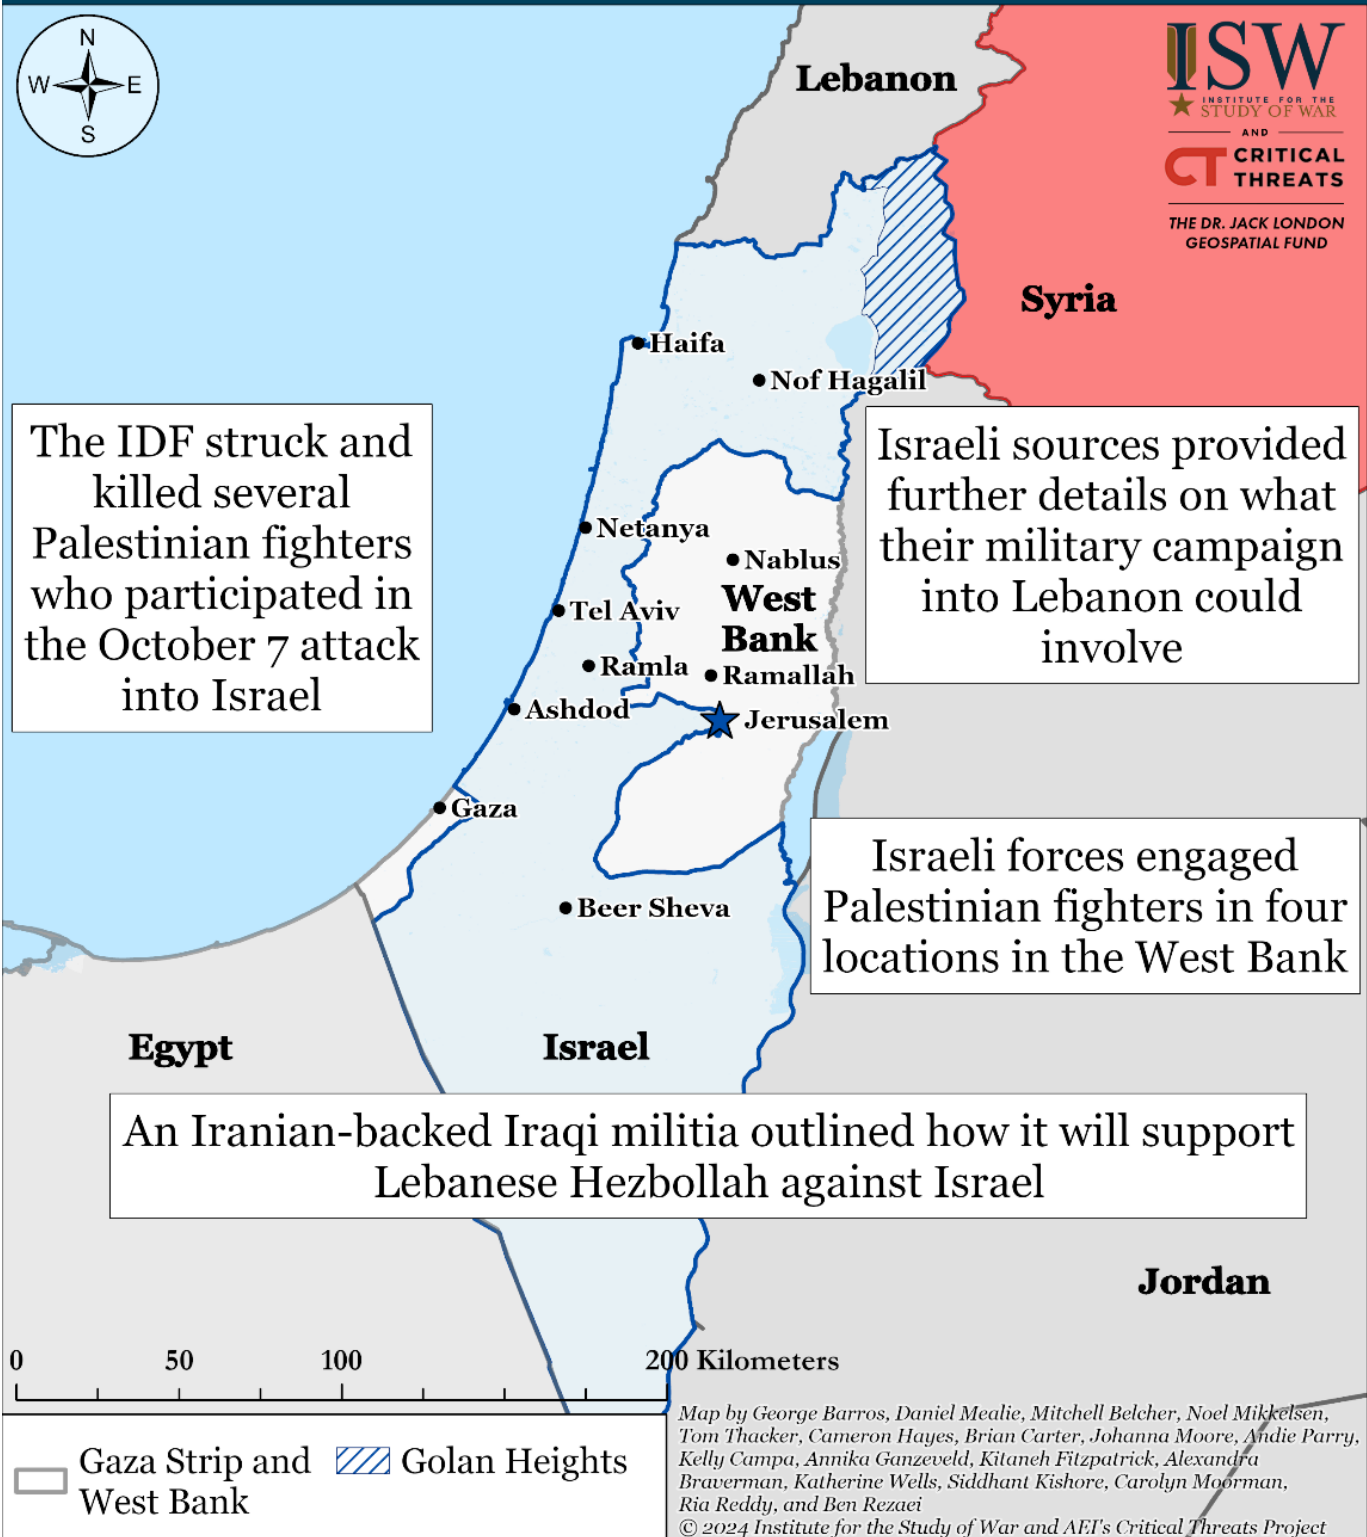 N
W E
S
Lebanon
ISW
INSTITUTE FOR THE
STUDY OF WAR
AND
CT CRITICAL
THREATS
THE DR. JACK LONDON
GEOSPATIAL FUND
Syria
Haifa
Nof Hagalil
The IDF struck and
killed several
Palestinian fighters
who participated in
the October 7 attack
into Israel
Israeli sources provided
further details on what
their military campaign
into Lebanon could
involve
Netanya
Nablus
West
Bank
Tel Aviv
Ramla
Ramallah
Ashdod
Jerusalem
Gaza
Israeli forces engaged
Palestinian fighters in four
locations in the West Bank
Beer Sheva
Egypt
Israel
An Iranian-backed Iraqi militia outlined how it will support
Lebanese Hezbollah against Israel
Jordan
0 50 100 200 Kilometers
Gaza Strip and
West Bank
Golan Heights
Map by George Barros, Daniel Mealie, Mitchell Belcher, Noel Mikkelsen,
Tom Thacker, Cameron Hayes, Brian Carter, Johanna Moore, Andie Parry,
Kelly Campa, Annika Ganzeveld, Kitaneh Fitzpatrick, Alexandra
Braverman, Katherine Wells, Siddhant Kishore, Carolyn Moorman,
Ria Reddy, and Ben Rezaei
© 2024 Institute for the Study of War and AEI's Critical Threats Project